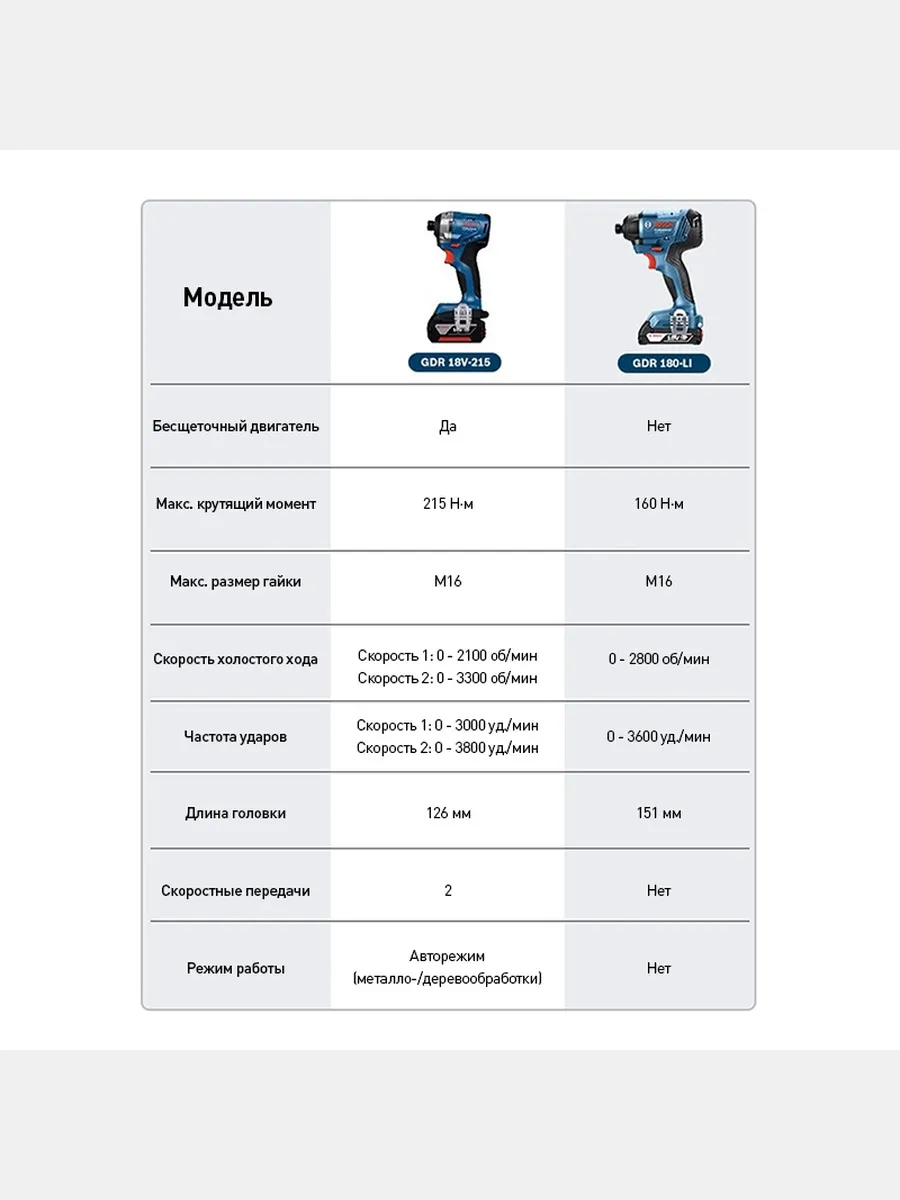 Модель
GDR 18V-215
GDR 180-LI
Бесщеточный двигатель
Да
Нет
Макс. крутящий момент
215 Н·м
160 Н·м
Макс. размер гайки
М16
М16
Скорость холостого хода
Скорость 1: 0 - 2100 об/мин
Скорость 2: 0 - 3300 об/мин
0 - 2800 об/мин
Частота ударов
Скорость 1: 0 - 3000 уд./мин
Скорость 2: 0 - 3800 уд./мин
0 - 3600 уд./мин
Длина головки
126 мм
151 мм
Скоростные передачи
2
Нет
Режим работы
Авторежим
(металло-/деревообработки)
Нет